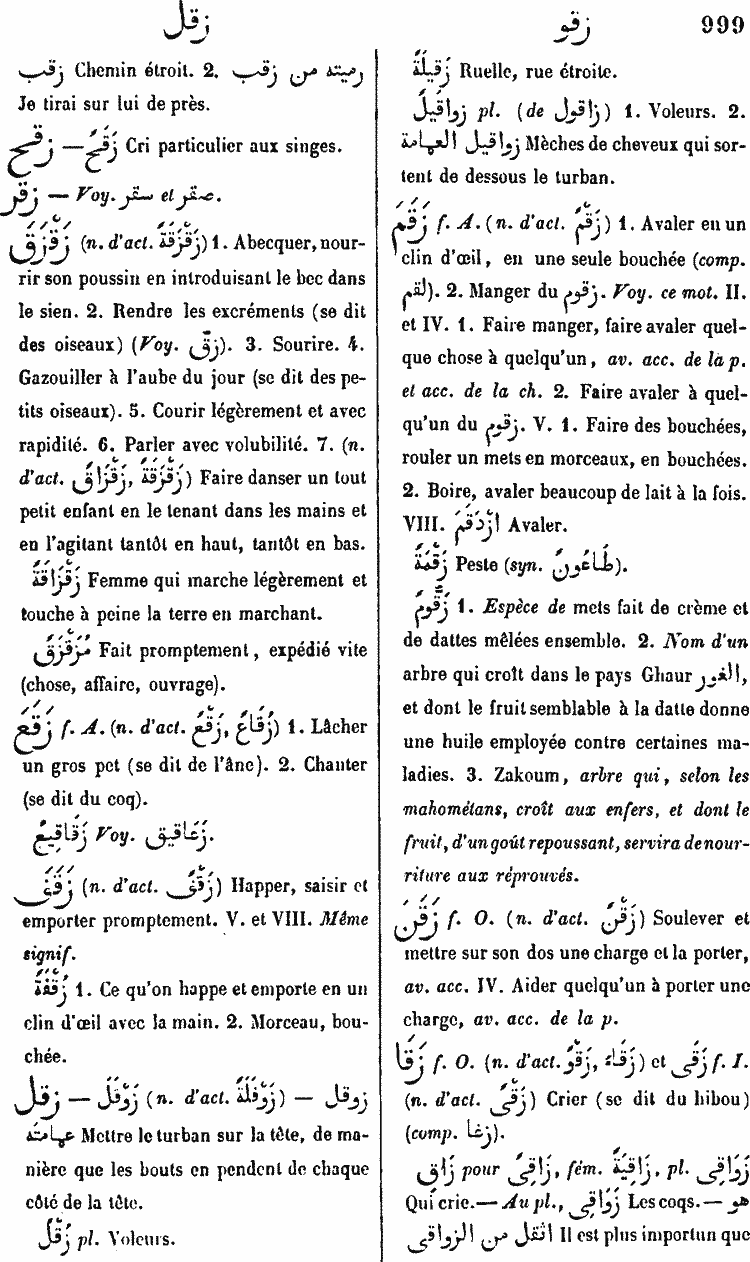 زقل
زقو
999
زقب Chemin étroit. 2. رميته من زقب
Je tirai sur lui de près.
زقح — زَقْحٌ Cri particulier aux singes.
زقر — Voy. سقر et صقر.
زَقْزَقَ (n. d'act. زَقْزَقَةٌ) 1. Abecquer, nour-
rir son poussin en introduisant le bec dans
le sien. 2. Rendre les excréments (se dit
des oiseaux) (Voy. زقّ). 3. Sourire. 4.
Gazouiller à l'aube du jour (se dit des pe-
tits oiseaux). 5. Courir légèrement et avec
rapidité. 6. Parler avec volubilité. 7. (n.
d'act. زَقْزَقَةٌ, زَقْزَاقٌ) Faire danser un tout
petit enfant en le tenant dans les mains et
en l'agitant tantôt en haut, tantôt en bas.
زَقْزَاقَةٌ Femme qui marche légèrement et
touche à peine la terre en marchant.
مُزَقْزَقٌ Fait promptement, expédié vite
(chose, affaire, ouvrage).
زَقَعَ f. A. (n. d'act. زَقْعٌ, زُقَاعٌ) 1. Lâcher
un gros pet (se dit de l'âne). 2. Chanter
(se dit du coq).
زَقَاقِيعُ Voy. زَعَاقِيق.
زَقَفَ (n. d'act. زَقْفٌ) Happer, saisir et
emporter promptement. V. et VIII. Même
signif.
زُقْفَةٌ 1. Ce qu'on happe et emporte en un
clin d'œil avec la main. 2. Morceau, bou-
chée.
زقل — زَوْقَلَ (n. d'act. زَوْقَلَةٌ) — زوقل
عمامته Mettre le turban sur la tête, de ma-
nière que les bouts en pendent de chaque
côté de la tête.
زُقْلٌ pl. Voleurs.
زَقِيلَةٌ Ruelle, rue étroite.
زواقيلُ pl. (de زاقول) 1. Voleurs. 2.
زواقيل العمامة Mèches de cheveux qui sor-
tent de dessous le turban.
زَقَمَ f. A. (n. d'act. زَقْمٌ) 1. Avaler en un
clin d'œil, en une seule bouchée (comp.
لقم). 2. Manger du زقوم. Voy. ce mot. II.
et IV. 1. Faire manger, faire avaler quel-
que chose à quelqu'un, av. acc. de la p.
et acc. de la ch. 2. Faire avaler à quel-
qu'un du زقوم. V. 1. Faire des bouchées,
rouler un mets en morceaux, en bouchées.
2. Boire, avaler beaucoup de lait à la fois.
VIII. اِزْدَقَمَ Avaler.
زَقْمَةٌ Peste (syn. طَاعُونٌ).
زَقُّومٌ 1. Espèce de mets fait de crème et
de dattes mêlées ensemble. 2. Nom d'un
arbre qui croît dans le pays Ghaur الغور,
et dont le fruit semblable à la datte donne
une huile employée contre certaines ma-
ladies. 3. Zakoum, arbre qui, selon les
mahométans, croît aux enfers, et dont le
fruit, d'un goût repoussant, servira de nour-
riture aux réprouvés.
زَقَنَ f. O. (n. d'act. زَقْنٌ) Soulever et
mettre sur son dos une charge et la porter,
av. acc. IV. Aider quelqu'un à porter une
charge, av. acc. de la p.
زَقَا f. O. (n. d'act. زَقْوٌ, زُقَاءٌ) et زَقَى f. I.
(n. d'act. زَقْىٌ) Crier (se dit du hibou)
(comp. زغا).
زَاقٍ pour زَاقِىٌ, fém. زَاقِيَةٌ, pl. زَوَاقِى
Qui crie. — Au pl., زَوَاقِى Les coqs. — هو
اثقل من الزواقى Il est plus importun que